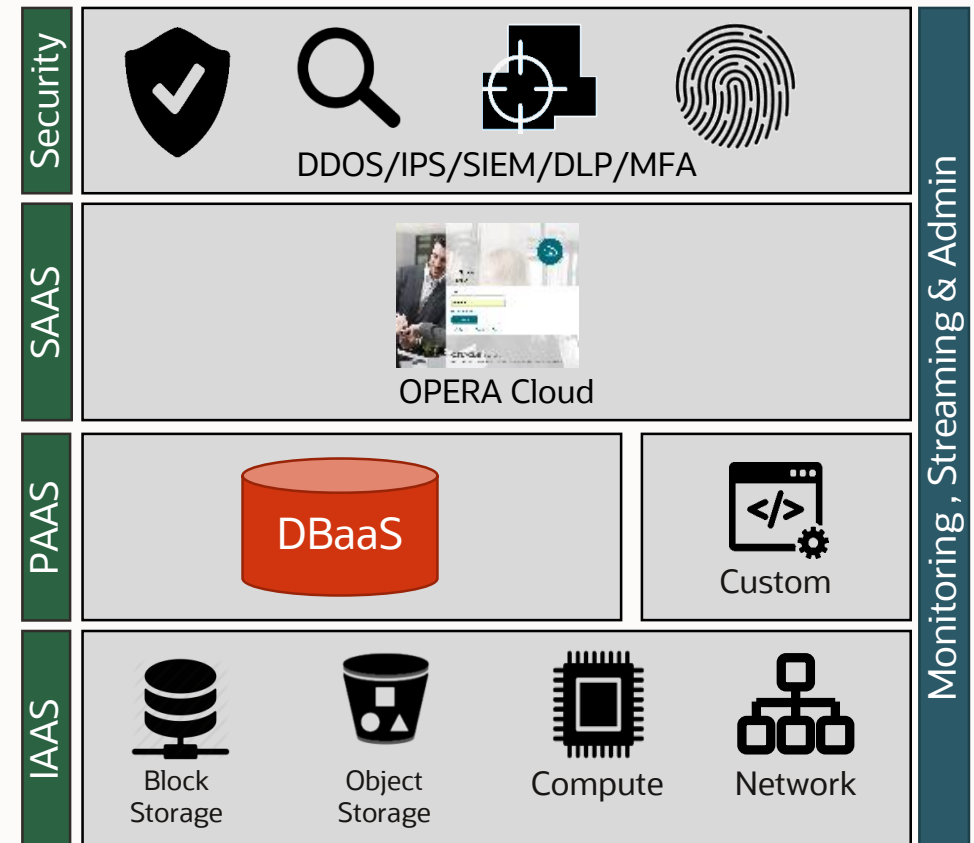 Security
DDOS/IPS/SIEM/DLP/MFA
SAAS
OPERA Cloud
PAAS
DBaaS
</>
Custom
IAAS
Block
Storage
Object
Storage
Compute
Network
Monitoring , Streaming & Admin